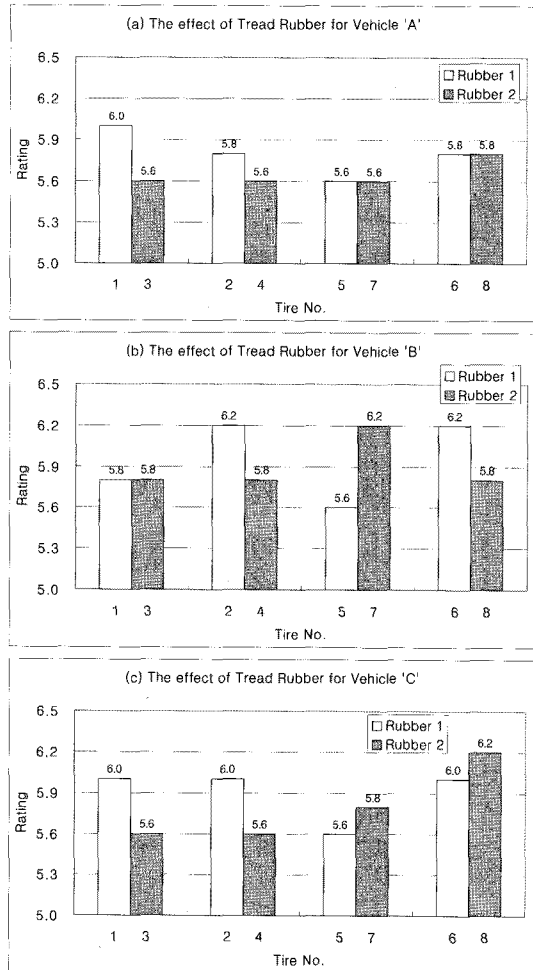 (a) The effect of Tread Rubber for Vehicle 'A'
6.5
6.2
5.9
5.6
5.3
5.0
Rating
Rubber 1
Rubber 2
6.0
5.6
5.8
5.6
5.6
5.6
5.8
5.8
1 3 2 4 5 7 6 8
Tire No.
(b) The effect of Tread Rubber for Vehicle 'B'
6.5
6.2
5.9
5.6
5.3
5.0
Rating
Rubber 1
Rubber 2
5.8
5.8
6.2
5.8
5.6
6.2
6.2
5.8
1 3 2 4 5 7 6 8
Tire No.
(c) The effect of Tread Rubber for Vehicle 'C'
6.5
6.2
5.9
5.6
5.3
5.0
Rating
Rubber 1
Rubber 2
6.0
5.6
6.0
5.6
5.6
5.8
6.0
6.2
1 3 2 4 5 7 6 8
Tire No.